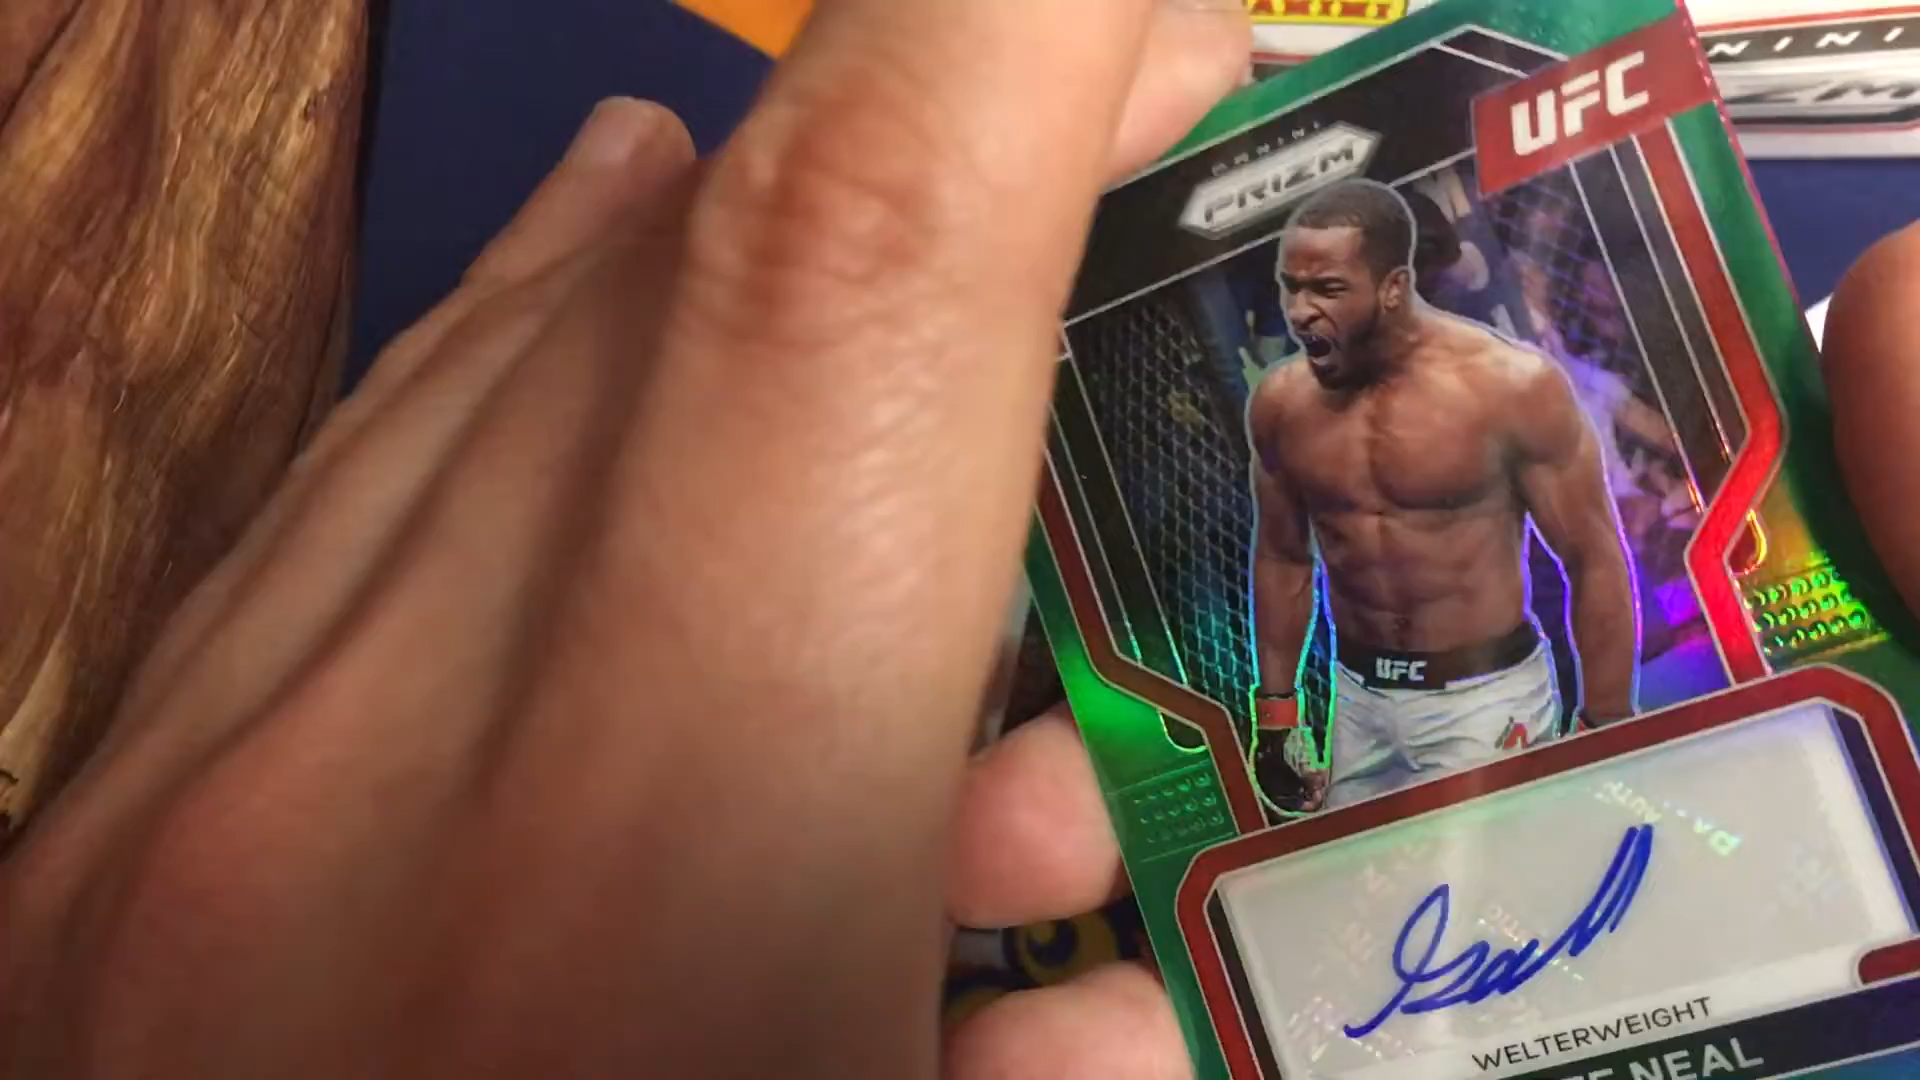 PANINI
PANINI
PRIZM
UFC
UFC
WELTERWEIGHT
NEAL